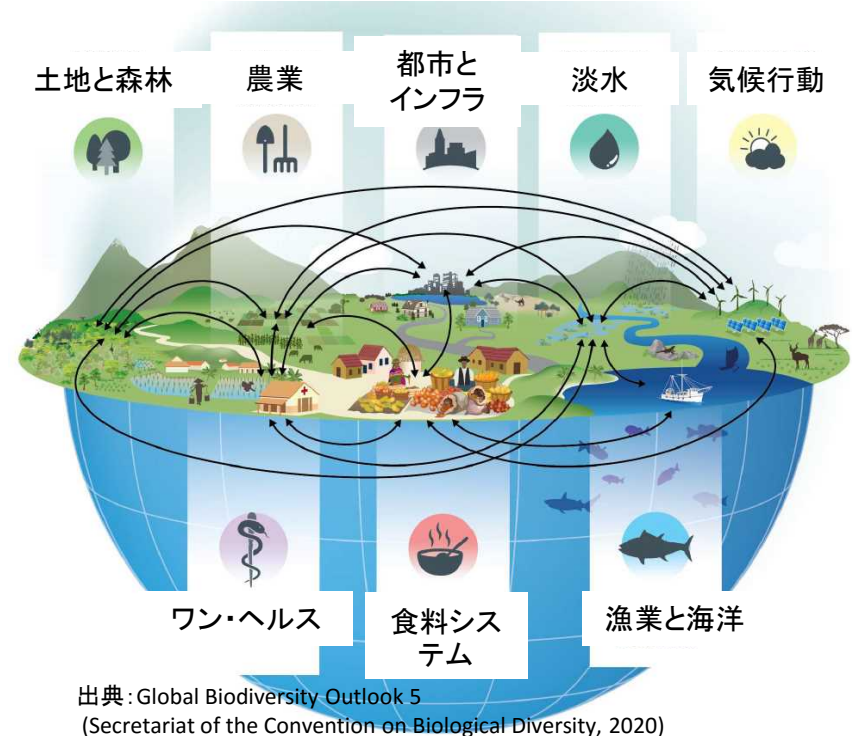 土地と森林
農業
都市と
インフラ
淡水
気候行動
ワン・ヘルス
食料シス
テム
漁業と海洋
出典：Global Biodiversity Outlook 5
(Secretariat of the Convention on Biological Diversity, 2020)